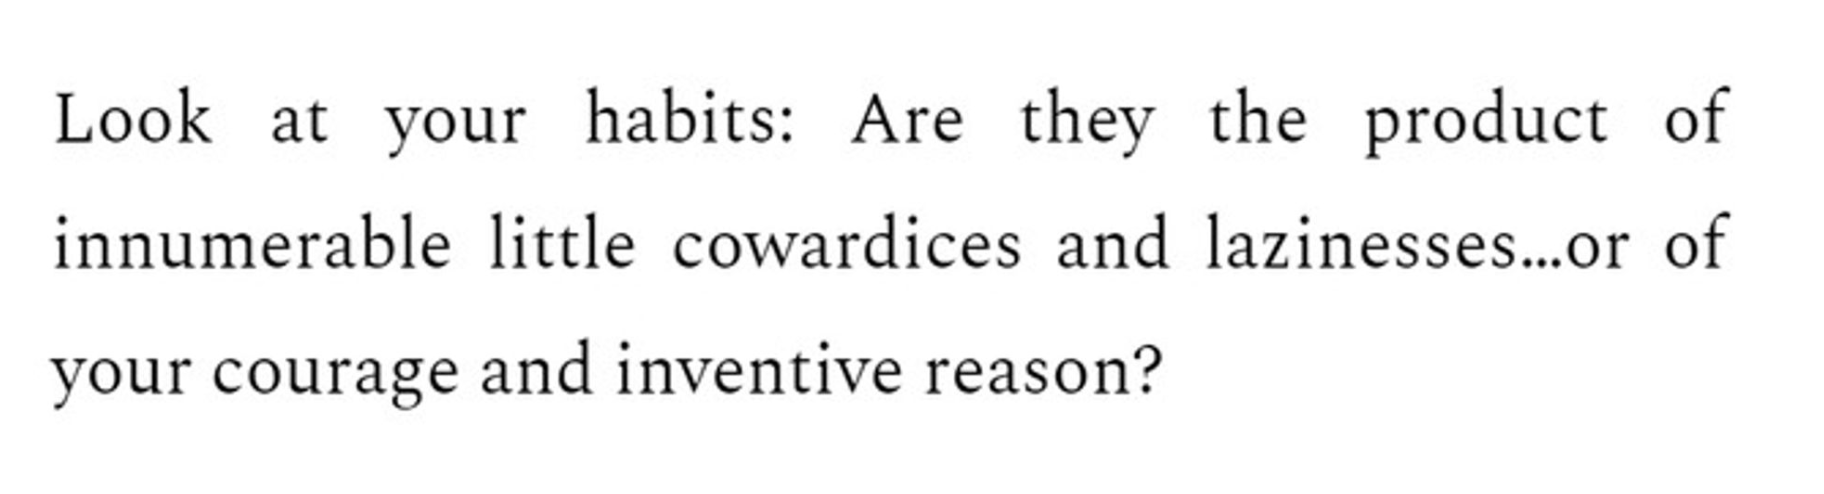 Look at your habits: Are they the product of
innumerable little cowardices and lazinesses...or of
your courage and inventive reason?